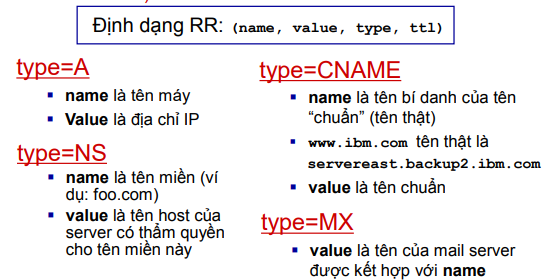 Định dạng RR: (name, value, type, ttl)
type=A
▪ name là tên máy
▪ Value là địa chỉ IP
type=NS
▪ name là tên miền (ví
dụ: foo.com)
▪ value là tên host của
server có thẩm quyền
cho tên miền này
type=CNAME
▪ name là tên bí danh của tên
“chuẩn” (tên thật)
▪ www.ibm.com tên thật là
servereast.backup2.ibm.com
▪ value là tên chuẩn
type=MX
▪ value là tên của mail server
được kết hợp với name